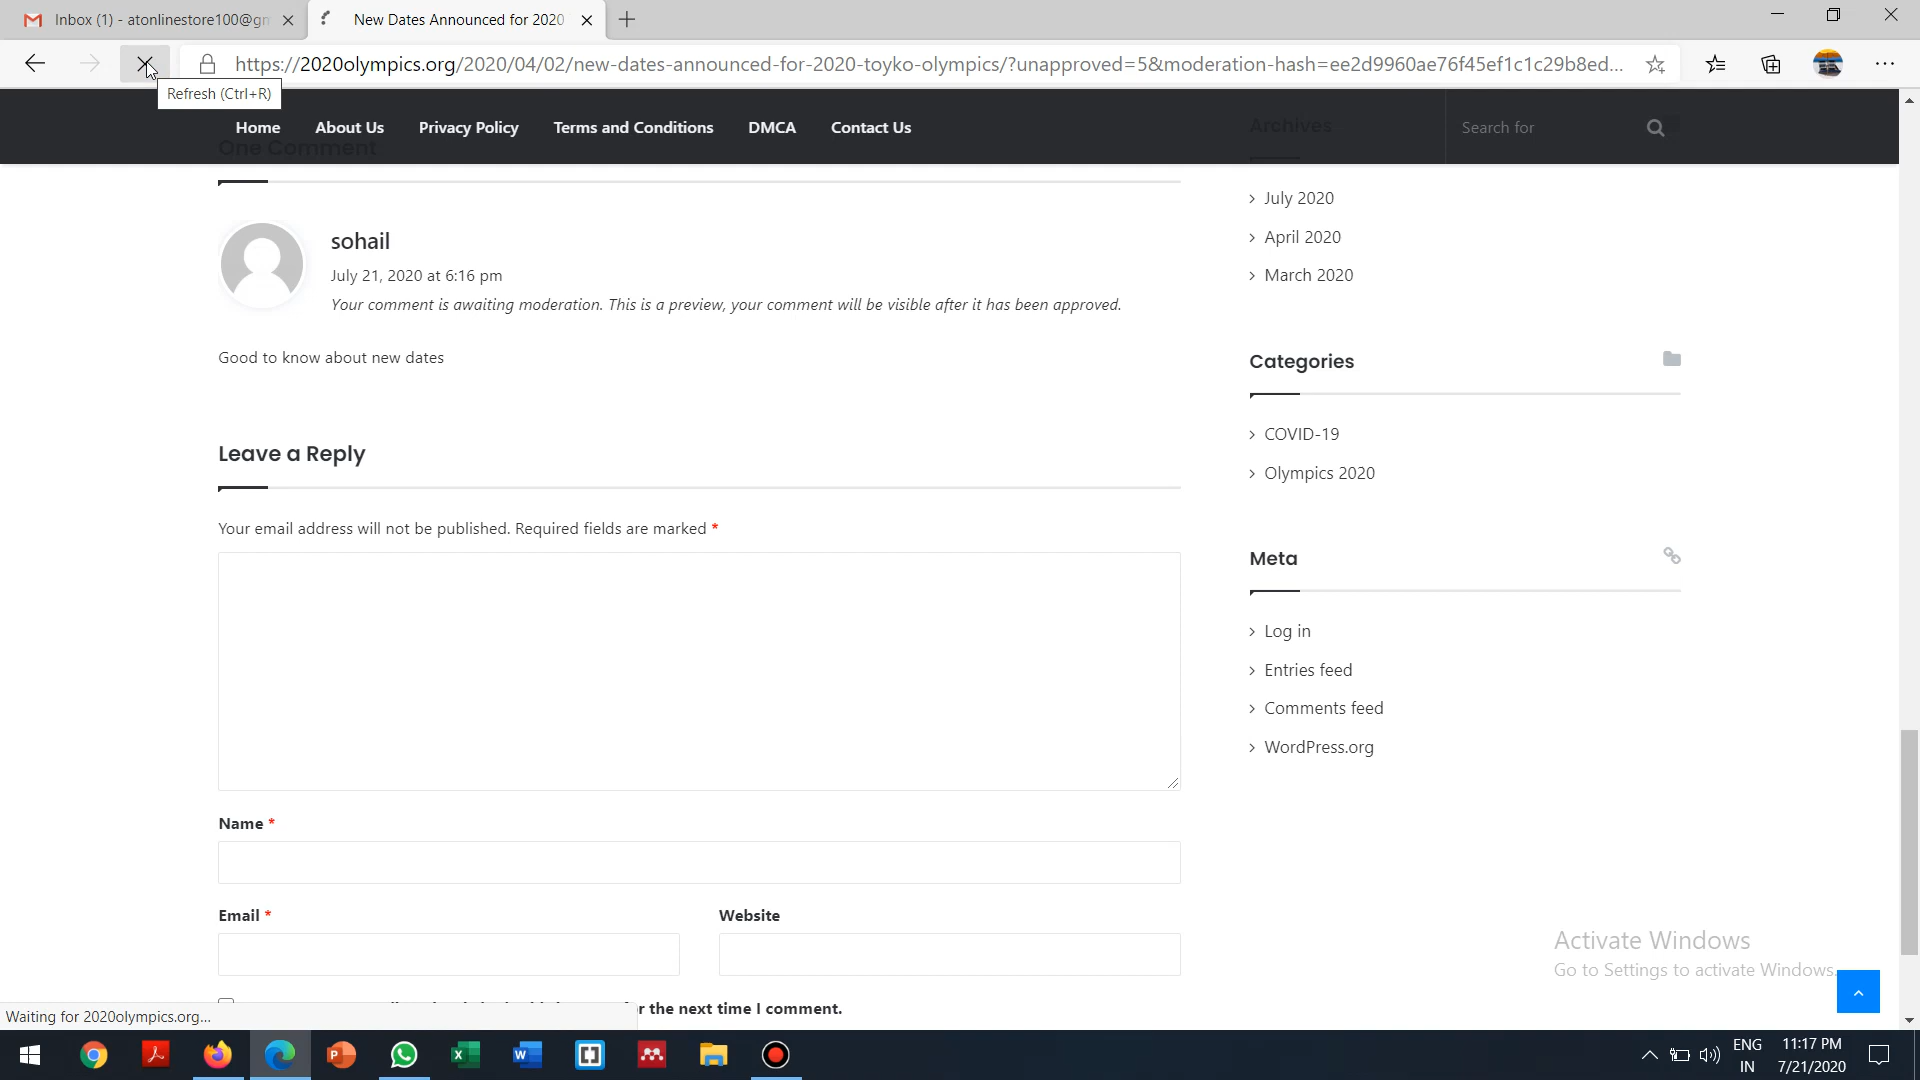 Inbox (1) - atonlinestore100@gm
New Dates Announced for 2020
https://2020olympics.org/2020/04/02/new-dates-announced-for-2020-toyko-olympics/?unapproved=5&moderation-hash=ee2d9960ae76f45ef1c1c29b8ed...
Refresh (Ctrl+R)
Home About Us Privacy Policy Terms and Conditions DMCA Contact Us
Search for
One Comment
Archives
sohail
July 21, 2020 at 6:16 pm
Your comment is awaiting moderation. This is a preview, your comment will be visible after it has been approved.
Good to know about new dates
Leave a Reply
Your email address will not be published. Required fields are marked *
Name *
Email *
Website
r the next time I comment.
July 2020
April 2020
March 2020
Categories
COVID-19
Olympics 2020
Meta
Log in
Entries feed
Comments feed
WordPress.org
Activate Windows
Go to Settings to activate Windows.
Waiting for 2020olympics.org...
ENG
IN
11:17 PM
7/21/2020